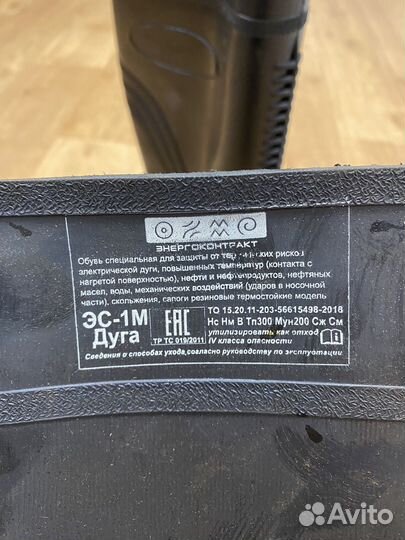 ЭНЕРГОКОНТРАКТ
Обувь специальная для защиты от термических рисков
электрической дуги, повышенных температур (контакта с
нагретой поверхностью), нефти и нефтепродуктов, нефтяных
масел, воды, механических воздействий (ударов в носочной
части), скольжения, сапоги резиновые термостойкие модель
ЭС-1М
Дуга
ЕАС
ТР ТС 019/2011
ТО 15.20.11-203-56615498-2018
Нс Нм В Тп300 Мун200 Сж См
утилизировать как отход
IV класса опасности
Сведения о способах ухода,согласно руководству по эксплуатации
Avito